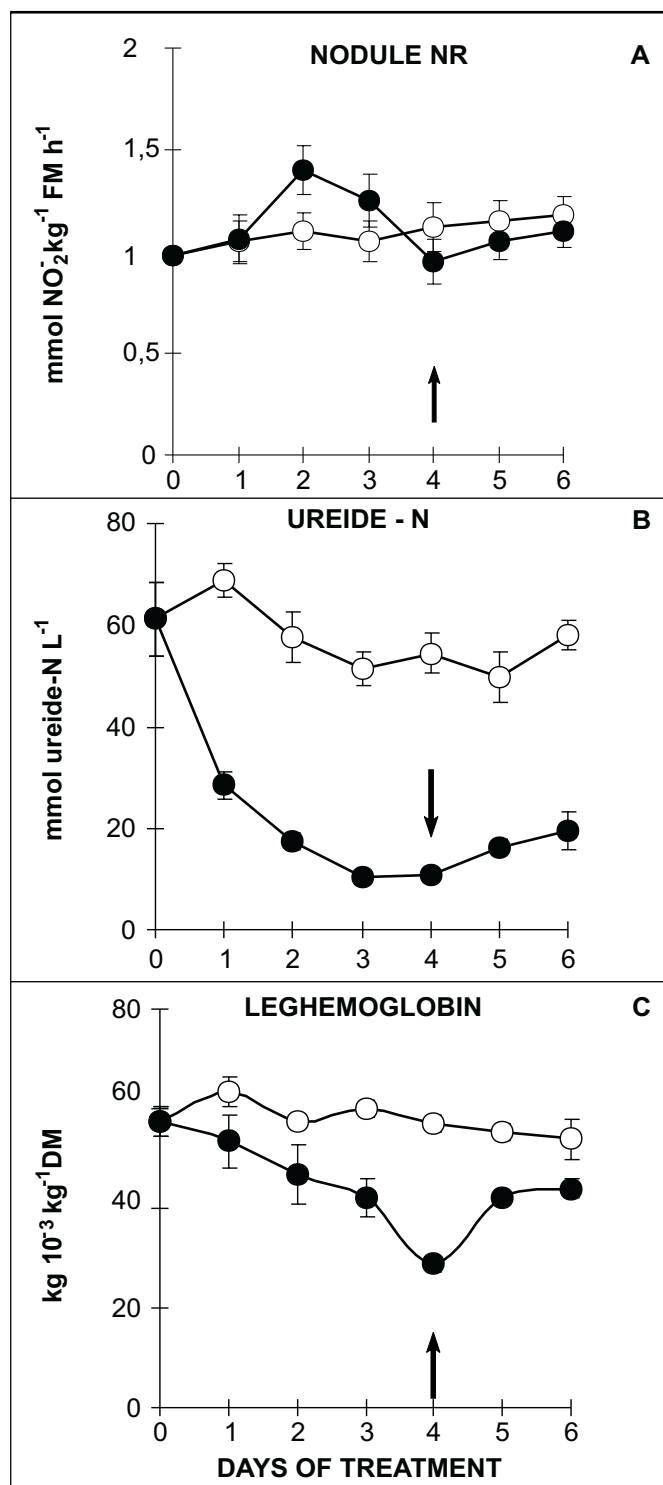 NODULE NR
A
mmol NO₂⁻kg⁻¹ FM h⁻¹
2
1,5
1
0,5
0
0 1 2 3 4 5 6
UREIDE - N
B
mmol ureide-N L⁻¹
80
60
40
20
0
0 1 2 3 4 5 6
LEGHEMOGLOBIN
C
kg 10⁻³ kg⁻¹DM
80
60
40
20
0
0 1 2 3 4 5 6
DAYS OF TREATMENT